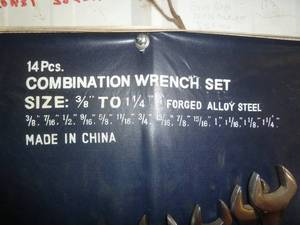 14 Pcs.
COMBINATION WRENCH SET
SIZE: 3/8" TO 1 1/4" FORGED ALLOY STEEL
3/8", 7/16", 1/2", 9/16", 5/8", 11/16", 3/4", 13/16", 7/8", 15/16", 1", 1 1/16", 1 1/8", 1 1/4".
MADE IN CHINA